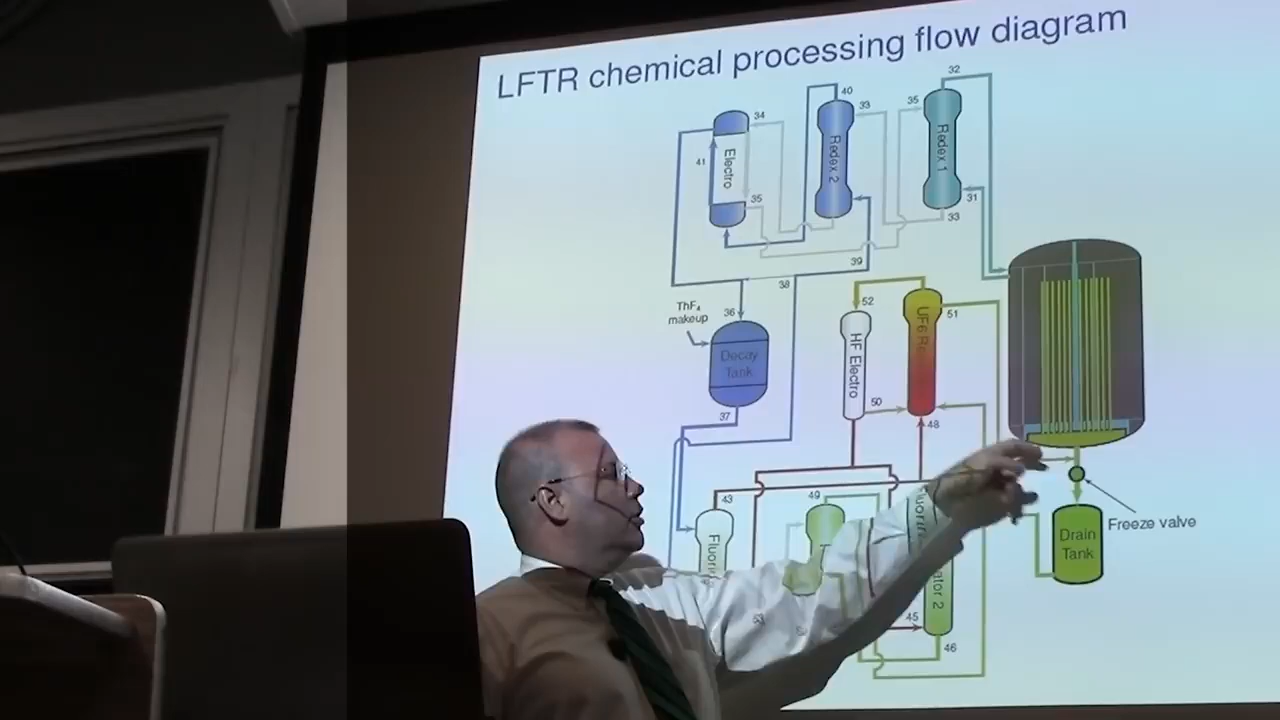 LFTR chemical processing flow diagram
32
40
34
33
35
Redox 1
Redox 2
Electro
41
35
31
33
39
38
ThF₄
makeup
36
52
51
UF6
HF Electro
Decay
Tank
37
50
48
43
49
Freeze valve
Drain
Tank
45
46